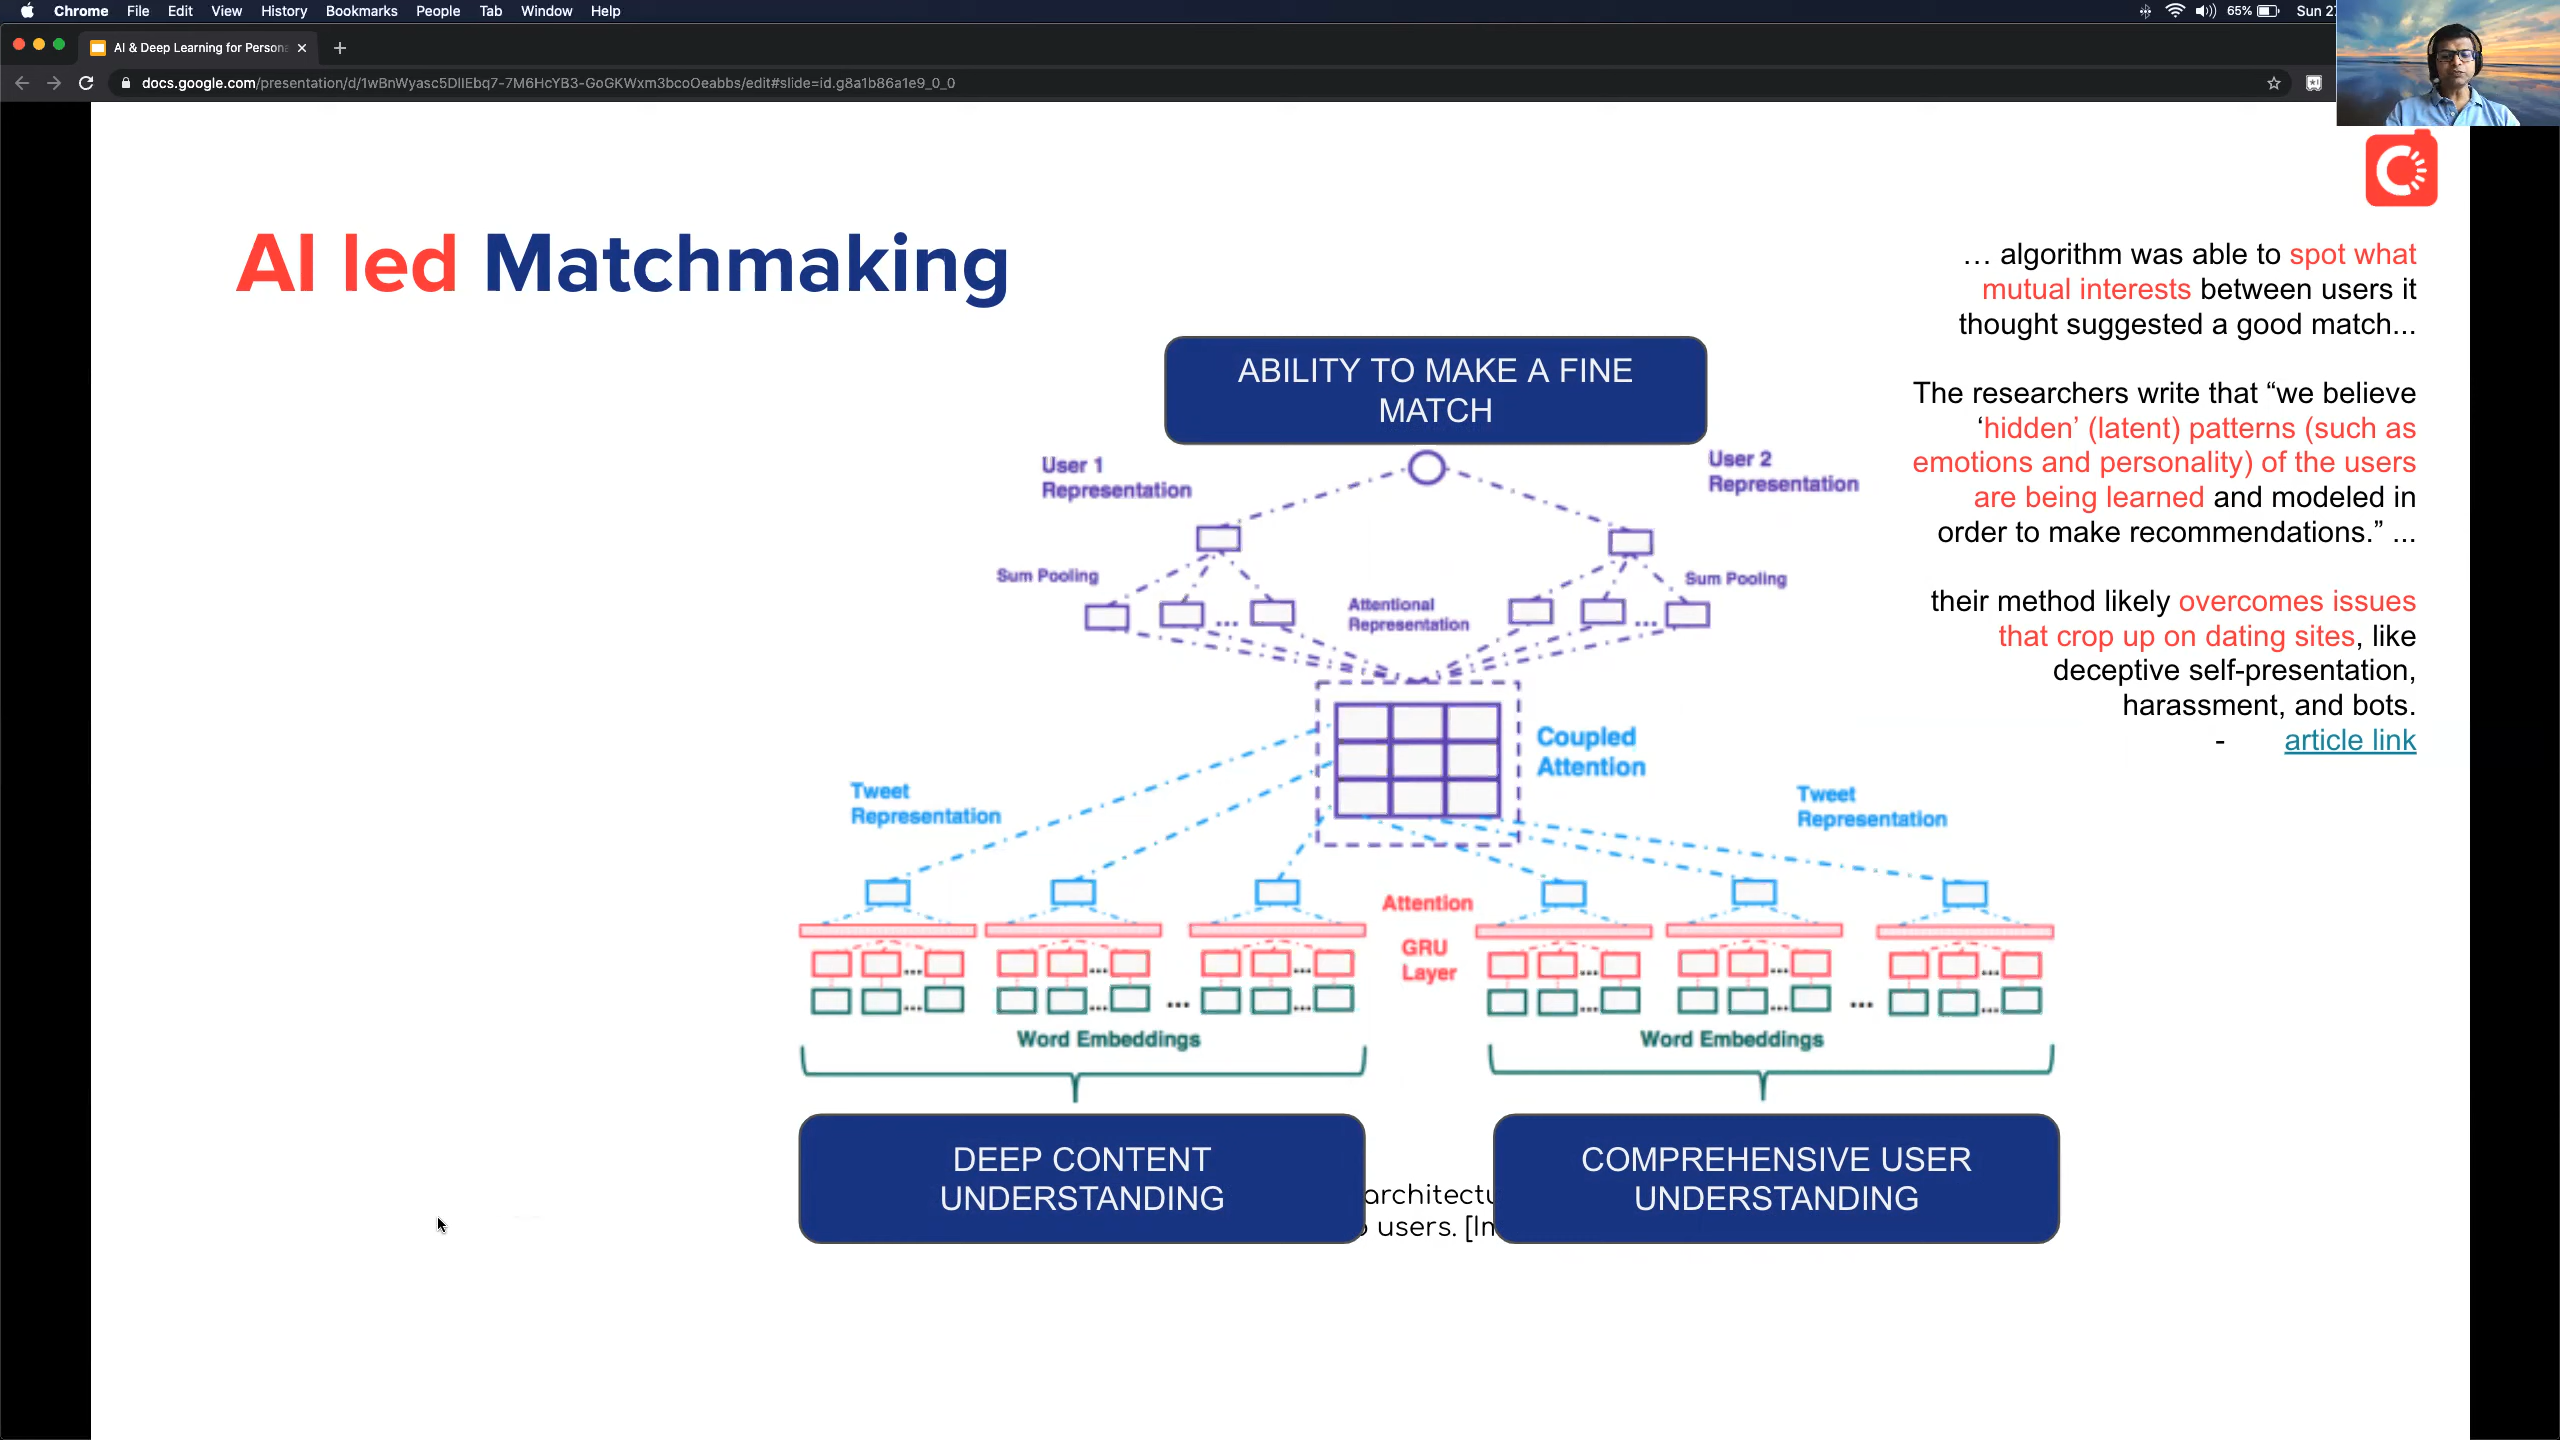 Chrome File Edit View History Bookmarks People Tab Window Help
65% Sun 27
AI & Deep Learning for Person
docs.google.com/presentation/d/1wBnWyasc5DIlEbq7-7M6HcYB3-GoGKWxm3bcoOeabbs/edit#slide=id.g8a1b86a1e9_0_0
AI led Matchmaking
ABILITY TO MAKE A FINE
MATCH
User 1
Representation
User 2
Representation
Sum Pooling
Sum Pooling
Attentional
Representation
Coupled
Attention
Tweet
Representation
Tweet
Representation
Attention
GRU
Layer
... ... ... ... ... ... ... ...
Word Embeddings
Word Embeddings
DEEP CONTENT
UNDERSTANDING
COMPREHENSIVE USER
UNDERSTANDING
users. [
… algorithm was able to spot what
mutual interests between users it
thought suggested a good match...
The researchers write that “we believe
‘hidden’ (latent) patterns (such as
emotions and personality) of the users
are being learned and modeled in
order to make recommendations.” ...
their method likely overcomes issues
that crop up on dating sites, like
deceptive self-presentation,
harassment, and bots.
- article link